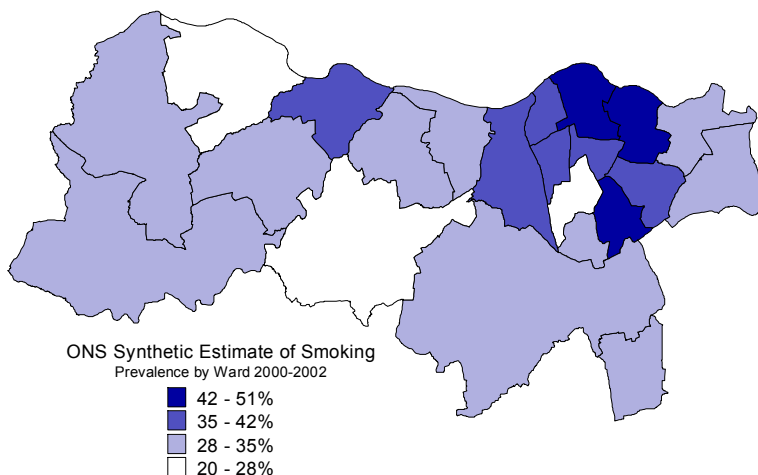 ONS Synthetic Estimate of Smoking
Prevalence by Ward 2000-2002
42 - 51%
35 - 42%
28 - 35%
20 - 28%